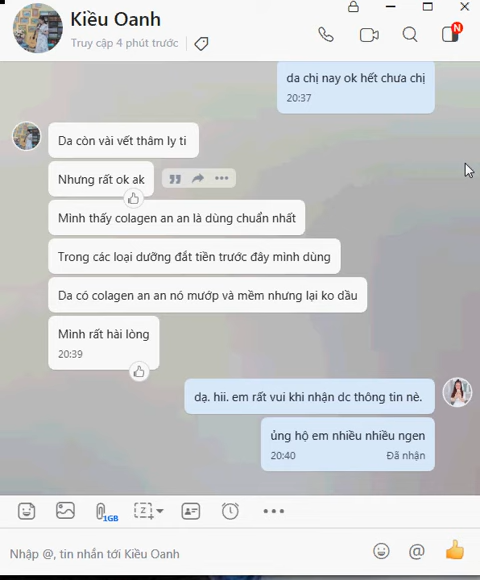 Kiều Oanh
Truy cập 4 phút trước
N
da chị nay ok hết chưa chị
20:37
Da còn vài vết thâm ly ti
Nhưng rất ok ak
Mình thấy colagen an an là dùng chuẩn nhất
Trong các loại dưỡng đắt tiền trước đây mình dùng
Da có colagen an an nó mướp và mềm nhưng lại ko dầu
Mình rất hài lòng
20:39
dạ. hii. em rất vui khi nhận dc thông tin nè.
ủng hộ em nhiều nhiều ngen
20:40 Đã nhận
1GB
Z
Nhập @, tin nhắn tới Kiều Oanh
@